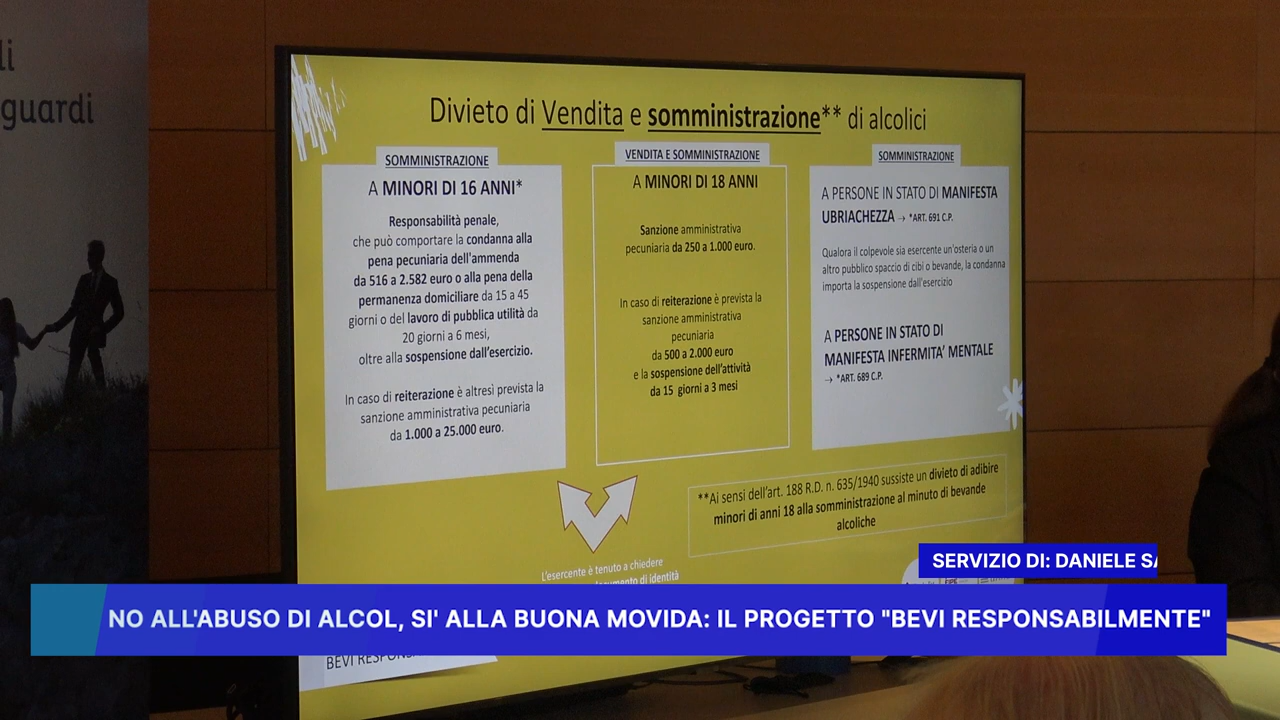 li
guardi
Divieto di Vendita e somministrazione** di alcolici
SOMMINISTRAZIONE
A MINORI DI 16 ANNI*
Responsabilità penale,
che può comportare la condanna alla
pena pecuniaria dell'ammenda
da 516 a 2.582 euro o alla pena della
permanenza domiciliare da 15 a 45
giorni o del lavoro di pubblica utilità da
20 giorni a 6 mesi,
oltre alla sospensione dall'esercizio.
In caso di reiterazione è altresì prevista la
sanzione amministrativa pecuniaria
da 1.000 a 25.000 euro.
VENDITA E SOMMINISTRAZIONE
A MINORI DI 18 ANNI
Sanzione amministrativa
pecuniaria da 250 a 1.000 euro.
In caso di reiterazione è prevista la
sanzione amministrativa
pecuniaria
da 500 a 2.000 euro
e la sospensione dell'attività
da 15 giorni a 3 mesi
SOMMINISTRAZIONE
A PERSONE IN STATO DI MANIFESTA
UBRIACHEZZA → *ART. 691 C.P.
Qualora il colpevole sia esercente un'osteria o un
altro pubblico spaccio di cibi o bevande, la condanna
importa la sospensione dall'esercizio
A PERSONE IN STATO DI
MANIFESTA INFERMITA' MENTALE
→ *ART. 689 C.P.
**Ai sensi dell'art. 188 R.D. n. 635/1940 sussiste un divieto di adibire
minori di anni 18 alla somministrazione al minuto di bevande
alcoliche
L'esercente è tenuto a chiedere
documento di identità
SERVIZIO DI: DANIELE SA
NO ALL'ABUSO DI ALCOL, SI' ALLA BUONA MOVIDA: IL PROGETTO "BEVI RESPONSABILMENTE"
BEVI RESPONS